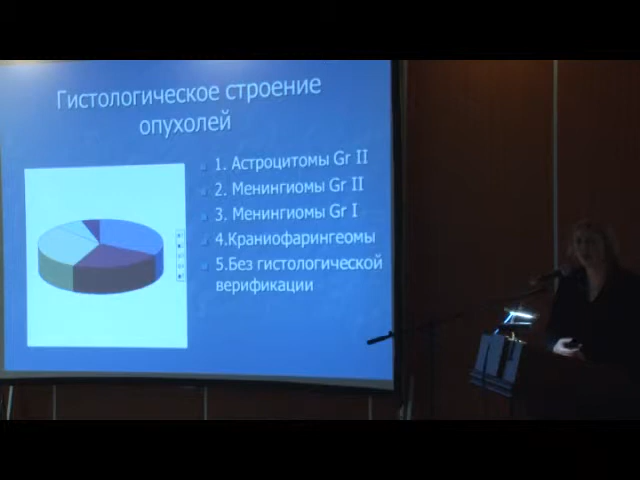 Гистологическое строение
опухолей
1. Астроцитомы Gr II
2. Менингиомы Gr II
3. Менингиомы Gr I
4.Краниофарингеомы
5.Без гистологической
верификации